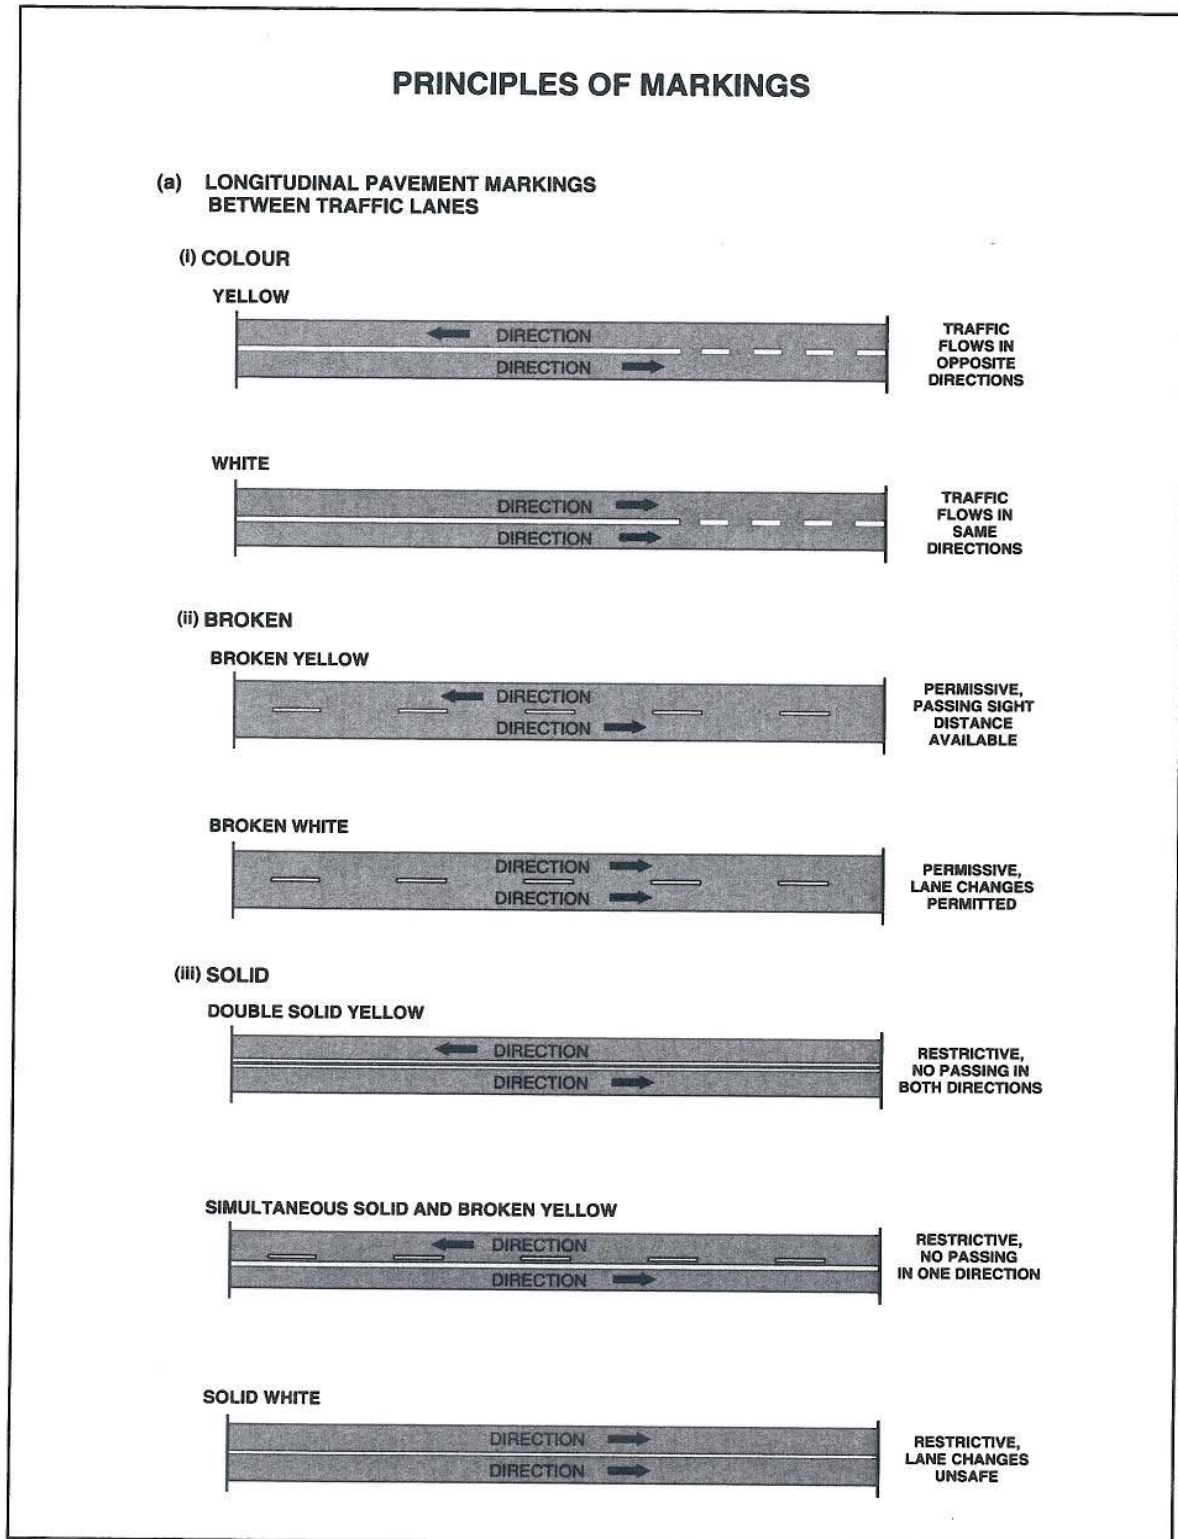 PRINCIPLES OF MARKINGS
(a) LONGITUDINAL PAVEMENT MARKINGS
BETWEEN TRAFFIC LANES
(i) COLOUR
YELLOW
DIRECTION
DIRECTION
TRAFFIC
FLOWS IN
OPPOSITE
DIRECTIONS
WHITE
DIRECTION
DIRECTION
TRAFFIC
FLOWS IN
SAME
DIRECTIONS
(ii) BROKEN
BROKEN YELLOW
DIRECTION
DIRECTION
PERMISSIVE,
PASSING SIGHT
DISTANCE
AVAILABLE
BROKEN WHITE
DIRECTION
DIRECTION
PERMISSIVE,
LANE CHANGES
PERMITTED
(iii) SOLID
DOUBLE SOLID YELLOW
DIRECTION
DIRECTION
RESTRICTIVE,
NO PASSING IN
BOTH DIRECTIONS
SIMULTANEOUS SOLID AND BROKEN YELLOW
DIRECTION
DIRECTION
RESTRICTIVE,
NO PASSING
IN ONE DIRECTION
SOLID WHITE
DIRECTION
DIRECTION
RESTRICTIVE,
LANE CHANGES
UNSAFE